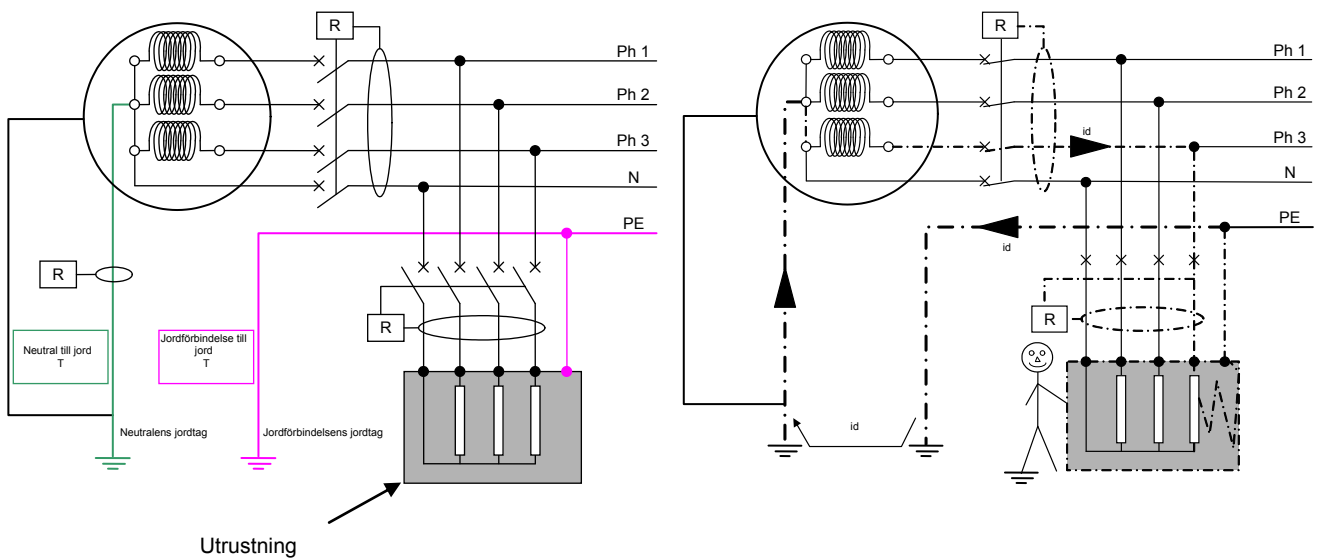 R
Ph 1
Ph 2
Ph 3
N
PE
R
R
Neutral till jord
T
Jordförbindelse till
jord
T
Neutralens jordtag
Jordförbindelsens jordtag
Utrustning
R
Ph 1
Ph 2
id
Ph 3
N
PE
id
R
id